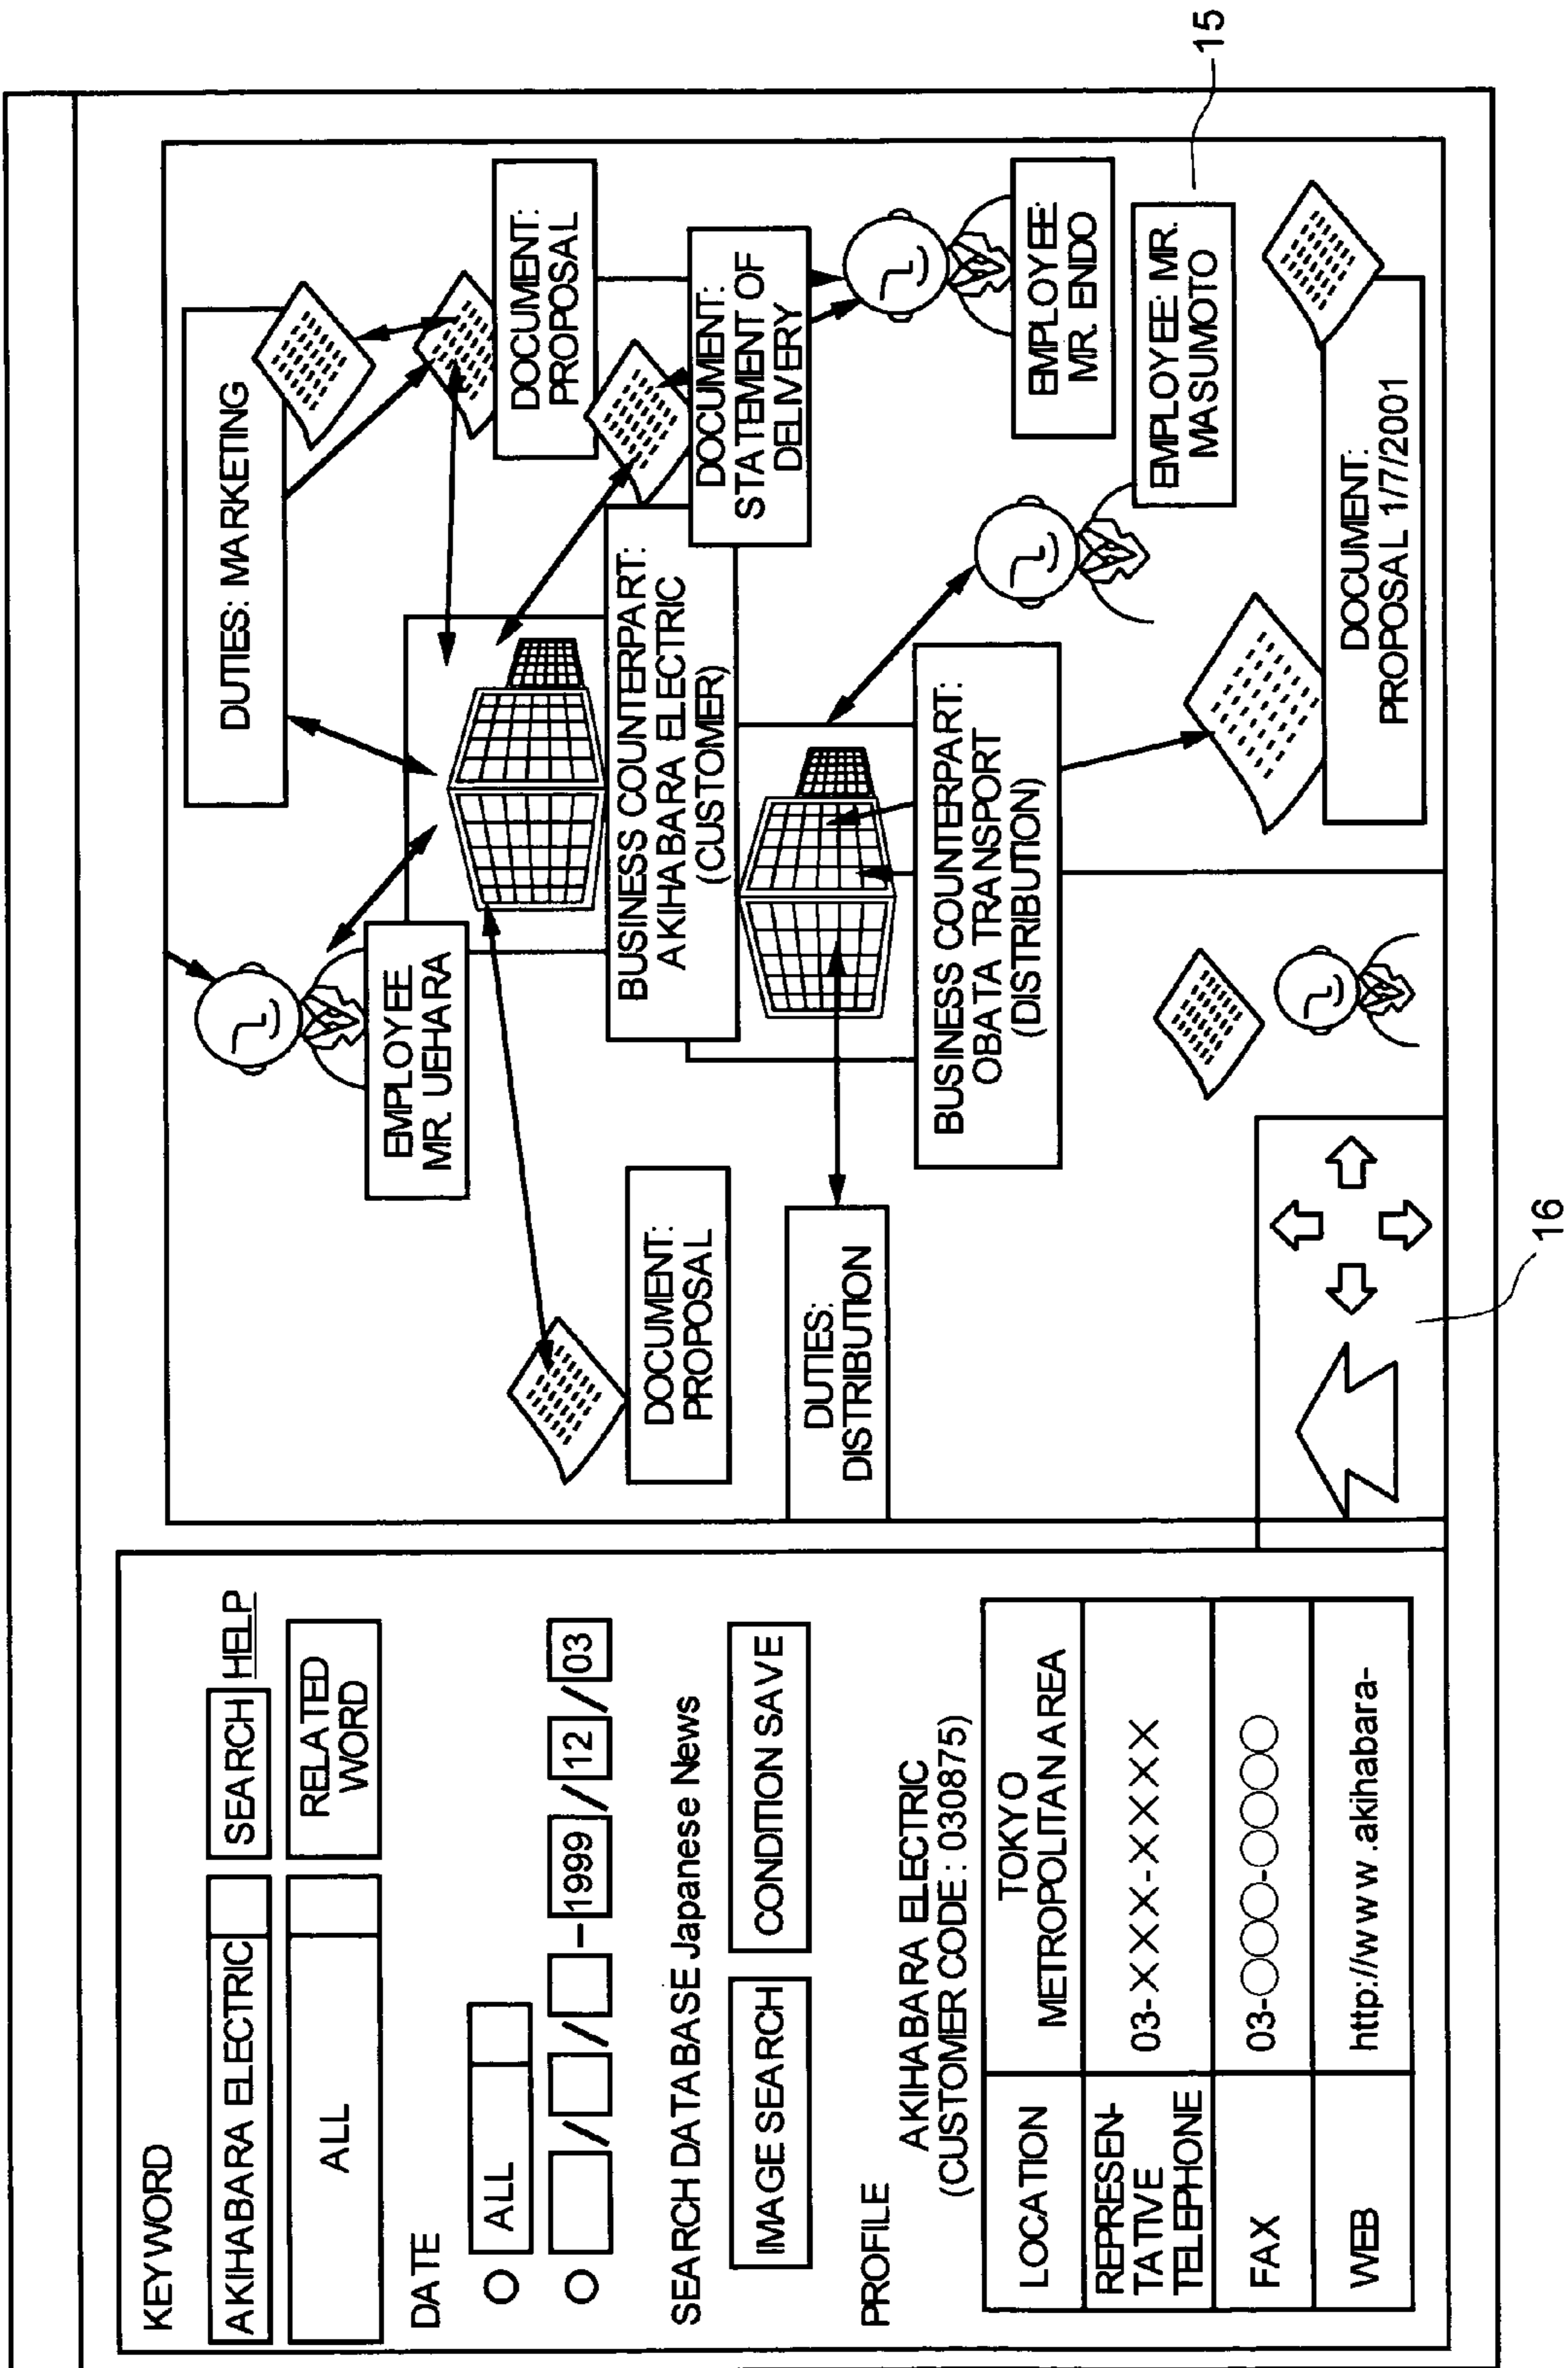 KEYWORD
AKIHABARA ELECTRIC
SEARCH
HELP
ALL
RELATED
WORD
DATE
ALL
/ / - 1999 / 12 / 03
SEARCH DATABASE Japanese News
IMAGE SEARCH
CONDITION SAVE
PROFILE
AKIHABARA ELECTRIC
(CUSTOMER CODE: 030875)
LOCATION
TOKYO
METROPOLITAN AREA
REPRESEN-
TATIVE
TELEPHONE
03-XXX-XXXX
FAX
03-○○○-○○○○
WEB
http://www.akihabara-
DUTIES: MARKETING
EMPLOYEE
MR. UEHARA
DOCUMENT:
PROPOSAL
DOCUMENT:
PROPOSAL
BUSINESS COUNTERPART:
AKIHABARA ELECTRIC
(CUSTOMER)
DOCUMENT:
STATEMENT OF
DELIVERY
DUTIES:
DISTRIBUTION
BUSINESS COUNTERPART:
OBATA TRANSPORT
(DISTRIBUTION)
EMPLOYEE:
MR. ENDO
EMPLOYEE: MR.
MASUMOTO
DOCUMENT:
PROPOSAL 1/7/2001
15
16